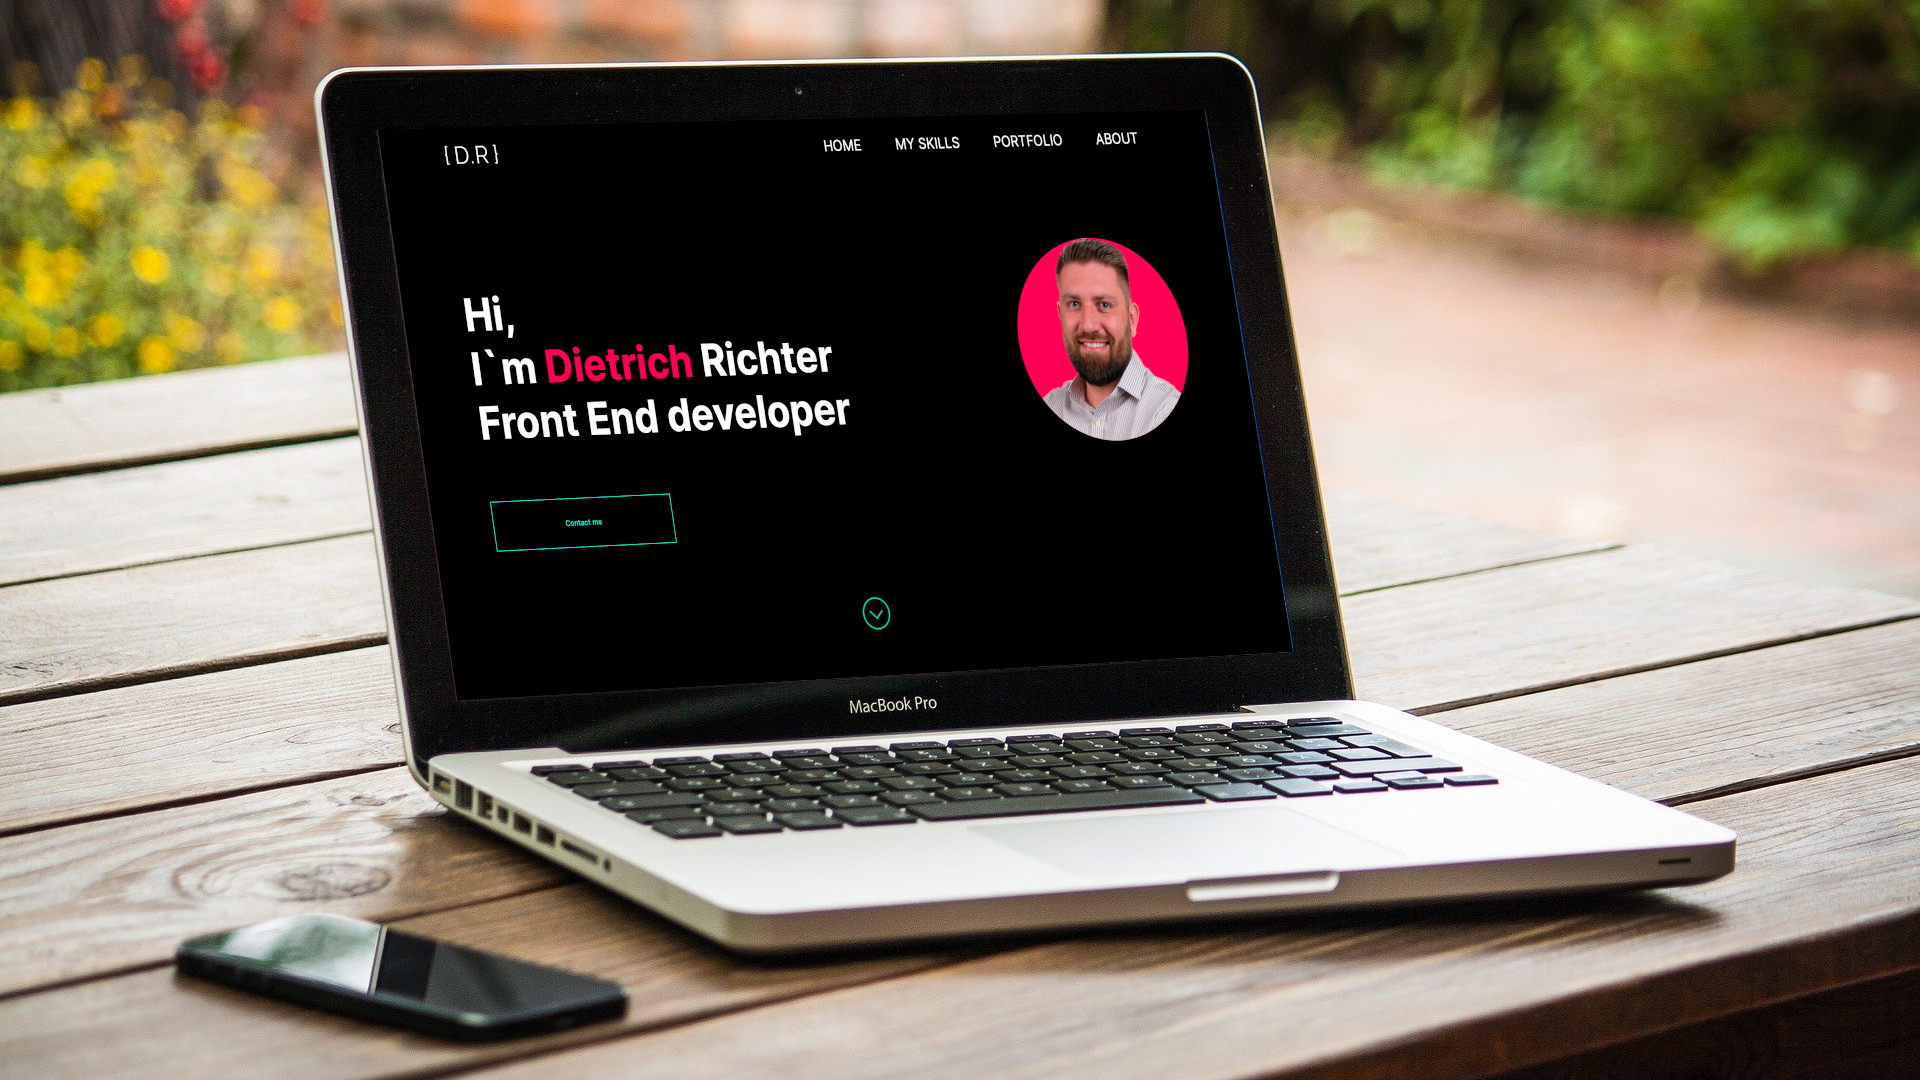 {D.R}
HOME MY SKILLS PORTFOLIO ABOUT
Hi,
I`m Dietrich Richter
Front End developer
Contact me
MacBook Pro